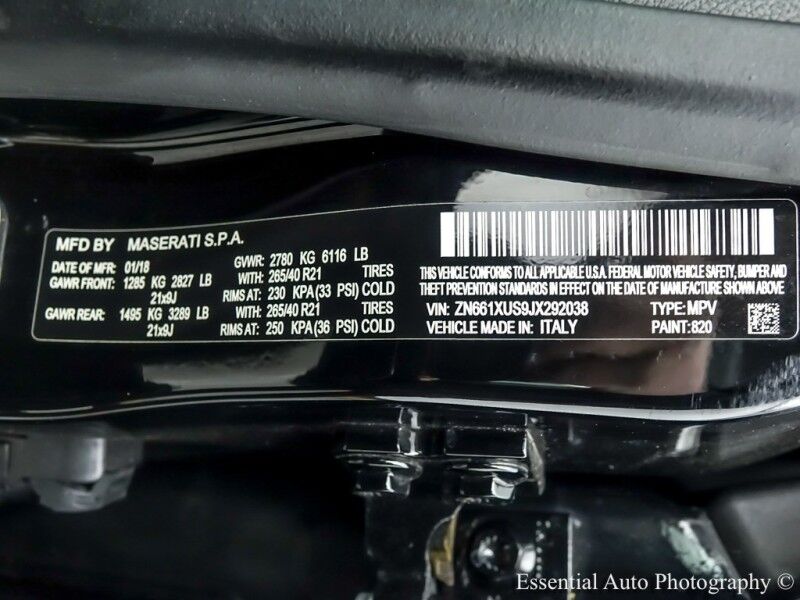 MFD BY MASERATI S.P.A.
DATE OF MFR: 01/18 GVWR: 2780 KG 6116 LB
GAWR FRONT: 1285 KG 2827 LB WITH: 265/40 R21 TIRES
21x9J RIMS AT: 230 KPA (33 PSI) COLD
GAWR REAR: 1495 KG 3289 LB WITH: 265/40 R21 TIRES
21x9J RIMS AT: 250 KPA (36 PSI) COLD
THIS VEHICLE CONFORMS TO ALL APPLICABLE U.S.A. FEDERAL MOTOR VEHICLE SAFETY, BUMPER AND
THEFT PREVENTION STANDARDS IN EFFECT ON THE DATE OF MANUFACTURE SHOWN ABOVE
VIN: ZN661XUS9JX292038 TYPE: MPV
VEHICLE MADE IN: ITALY PAINT: 820
Essential Auto Photography ©